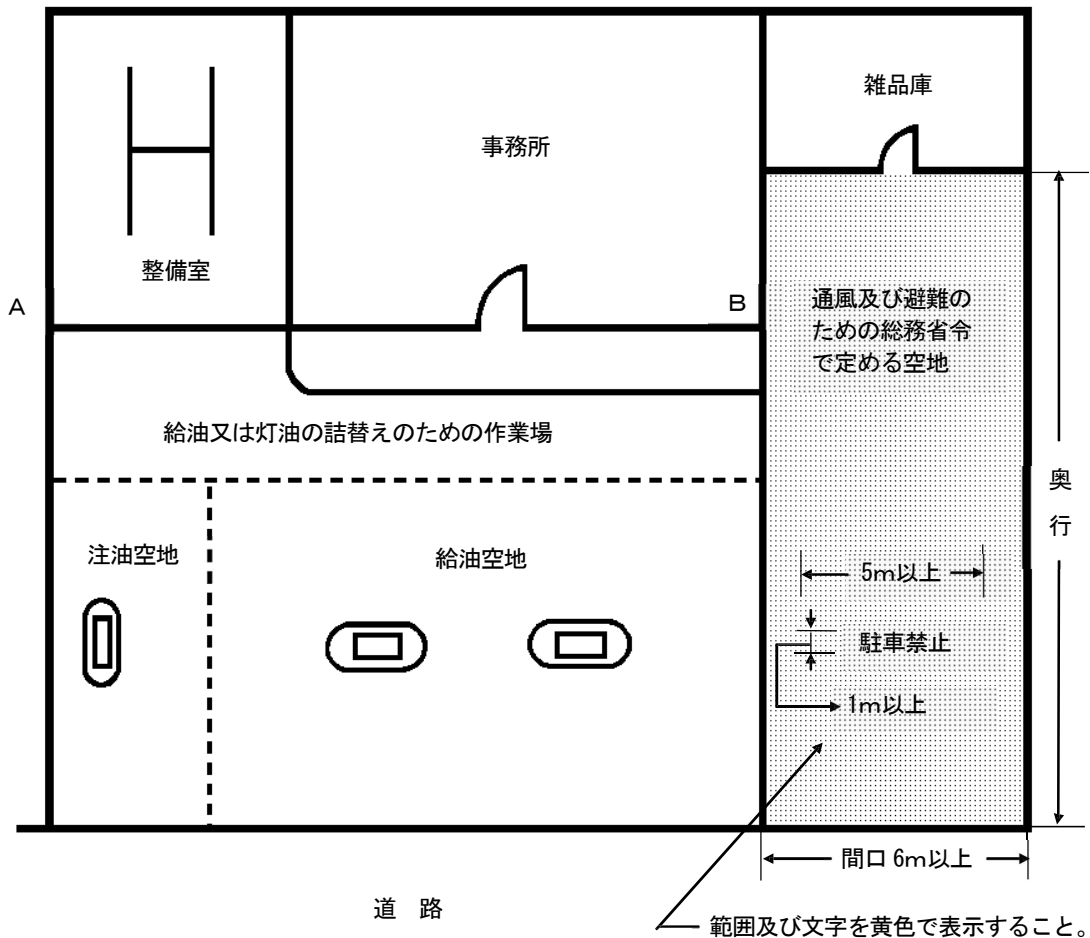 雑品庫
事務所
整備室
A
B
通風及び避難の
ための総務省令
で定める空地
給油又は灯油の詰替えのための作業場
奥
行
注油空地
給油空地
5m以上
駐車禁止
1m以上
間口 6m以上
道 路
範囲及び文字を黄色で表示すること。